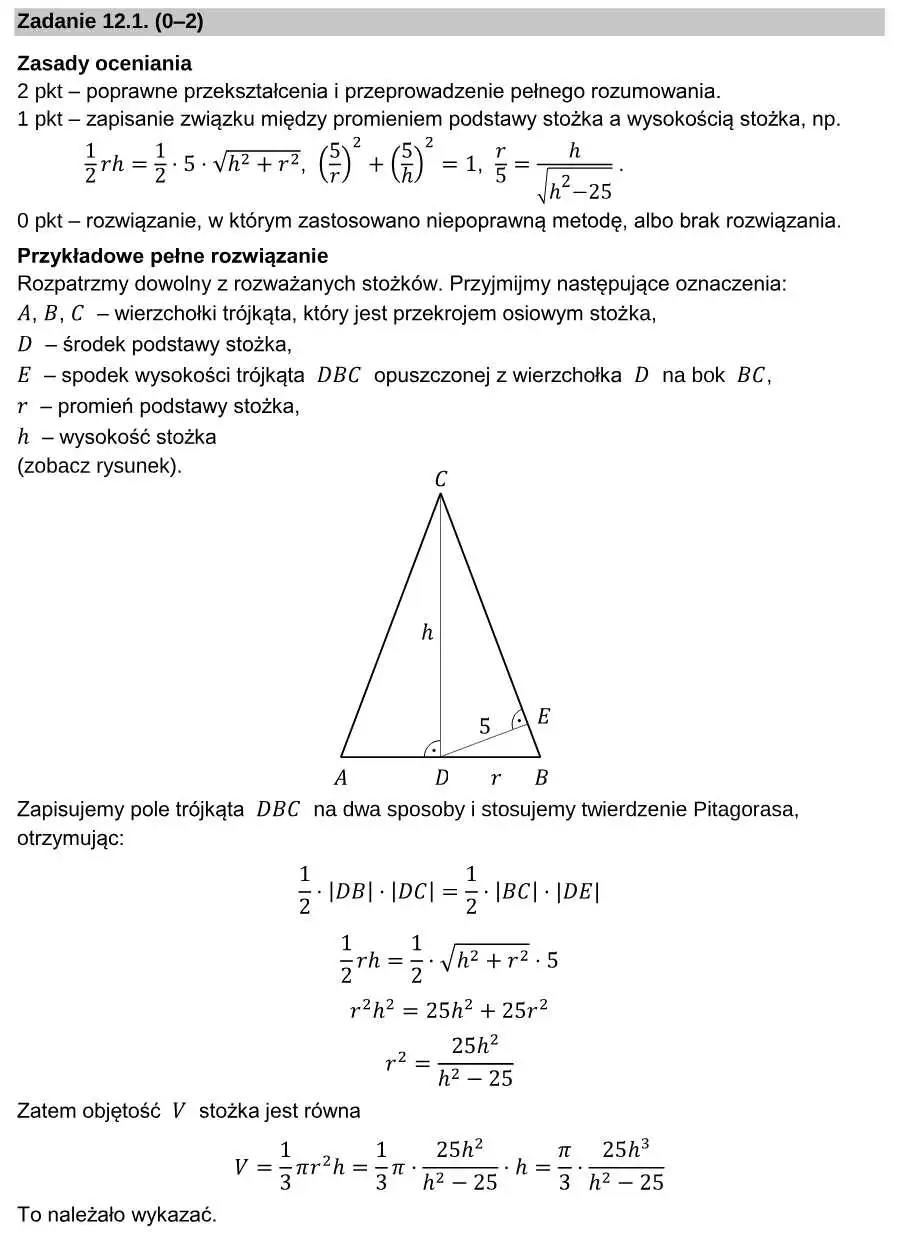 Zadanie 12.1. (0–2)
Zasady oceniania
2 pkt – poprawne przekształcenia i przeprowadzenie pełnego rozumowania.
1 pkt – zapisanie związku między promieniem podstawy stożka a wysokością stożka, np.
1/2 rh = 1/2 · 5 · √(h² + r²), (5/r)² + (5/h)² = 1, r/5 = h/√(h²−25) .
0 pkt – rozwiązanie, w którym zastosowano niepoprawną metodę, albo brak rozwiązania.
Przykładowe pełne rozwiązanie
Rozpatrzmy dowolny z rozważanych stożków. Przyjmijmy następujące oznaczenia:
A, B, C – wierzchołki trójkąta, który jest przekrojem osiowym stożka,
D – środek podstawy stożka,
E – spodek wysokości trójkąta DBC opuszczonej z wierzchołka D na bok BC,
r – promień podstawy stożka,
h – wysokość stożka
(zobacz rysunek).
C
h
5 E
A D r B
Zapisujemy pole trójkąta DBC na dwa sposoby i stosujemy twierdzenie Pitagorasa,
otrzymując:
1/2 · |DB| · |DC| = 1/2 · |BC| · |DE|
1/2 rh = 1/2 · √(h² + r²) · 5
r²h² = 25h² + 25r²
r² = 25h²/(h² − 25)
Zatem objętość V stożka jest równa
V = 1/3 πr²h = 1/3 π · 25h²/(h² − 25) · h = π/3 · 25h³/(h² − 25)
To należało wykazać.